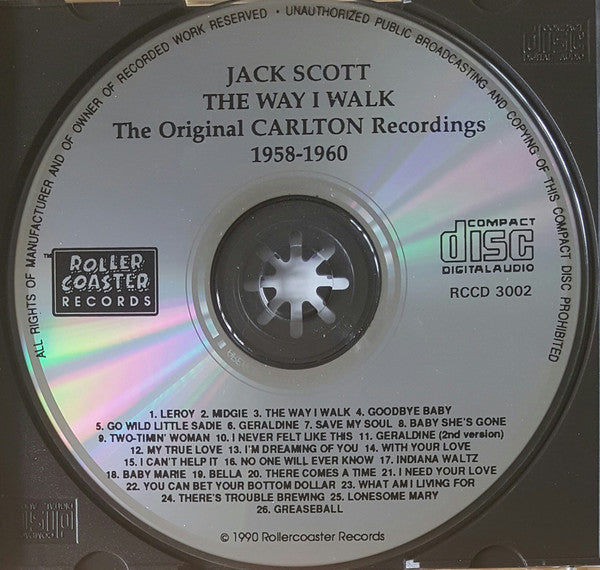 ALL RIGHTS OF MANUFACTURER AND OF OWNER OF RECORDED WORK RESERVED • UNAUTHORIZED PUBLIC BROADCASTING AND COPYING OF THIS COMPACT DISC PROHIBITED
JACK SCOTT
THE WAY I WALK
The Original CARLTON Recordings
1958-1960
™
ROLLER
COASTER
RECORDS
COMPACT
disc
DIGITAL AUDIO
RCCD 3002
1. LEROY 2. MIDGIE 3. THE WAY I WALK 4. GOODBYE BABY
5. GO WILD LITTLE SADIE 6. GERALDINE 7. SAVE MY SOUL 8. BABY SHE'S GONE
9. TWO-TIMIN' WOMAN 10. I NEVER FELT LIKE THIS 11. GERALDINE (2nd version)
12. MY TRUE LOVE 13. I'M DREAMING OF YOU 14. WITH YOUR LOVE
15. I CAN'T HELP IT 16. NO ONE WILL EVER KNOW 17. INDIANA WALTZ
18. BABY MARIE 19. BELLA 20. THERE COMES A TIME 21. I NEED YOUR LOVE
22. YOU CAN BET YOUR BOTTOM DOLLAR 23. WHAT AM I LIVING FOR
24. THERE'S TROUBLE BREWING 25. LONESOME MARY
26. GREASEBALL
© 1990 Rollercoaster Records